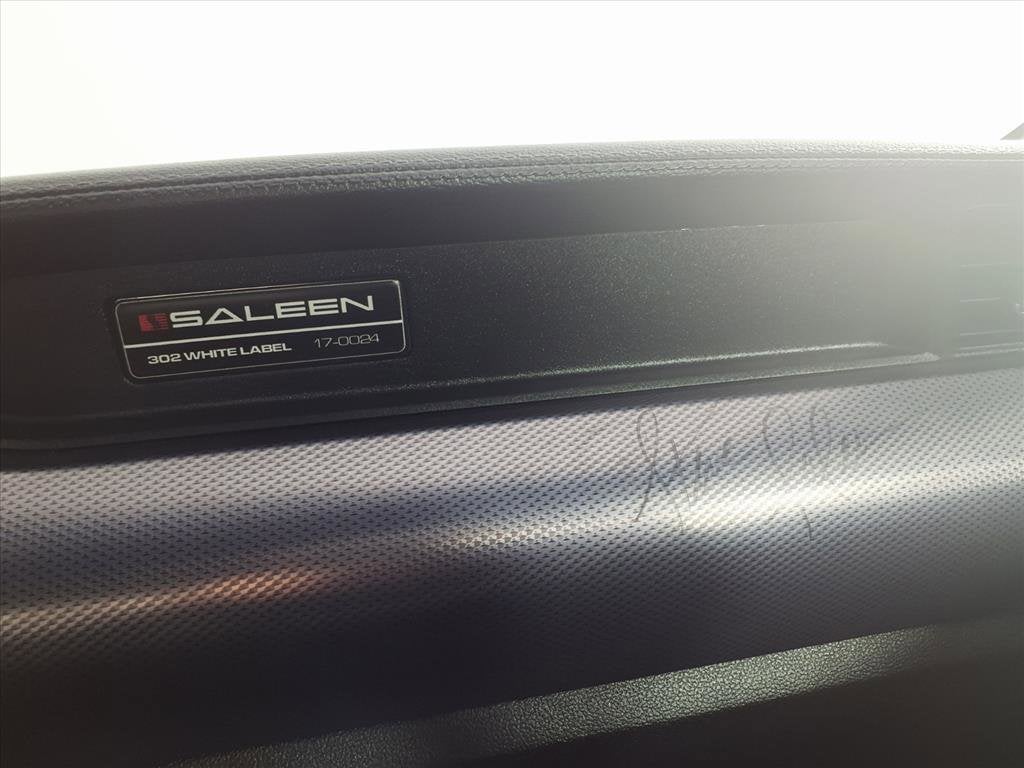 SALEEN
302 WHITE LABEL 17-0024